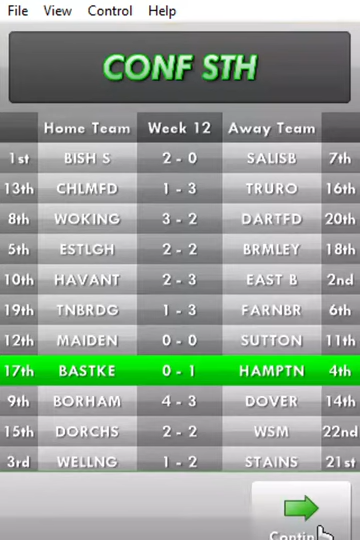 File View Control Help
CONF STH
Home Team Week 12 Away Team
1st BISH S 2 - 0 SALISB 7th
13th CHLMFD 1 - 3 TRURO 16th
8th WOKING 3 - 2 DARTFD 20th
5th ESTLGH 2 - 2 BRMLEY 18th
10th HAVANT 2 - 3 EAST B 2nd
19th TNBRDG 1 - 3 FARNBR 6th
12th MAIDEN 0 - 0 SUTTON 11th
17th BASTKE 0 - 1 HAMPTN 4th
9th BORHAM 4 - 3 DOVER 14th
15th DORCHS 2 - 2 WSM 22nd
3rd WELLNG 1 - 2 STAINS 21st